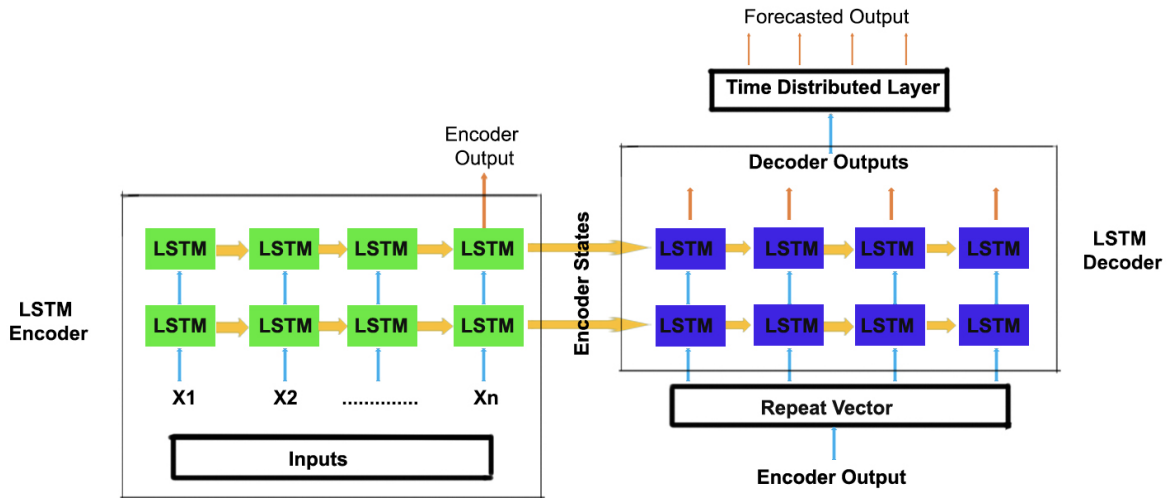 Forecasted Output
Time Distributed Layer
Encoder
Output
Decoder Outputs
LSTM LSTM LSTM LSTM
LSTM LSTM LSTM LSTM
Encoder States
LSTM LSTM LSTM LSTM
LSTM LSTM LSTM LSTM
LSTM
Decoder
LSTM
Encoder
X1 X2 .............. Xn
Repeat Vector
Inputs
Encoder Output